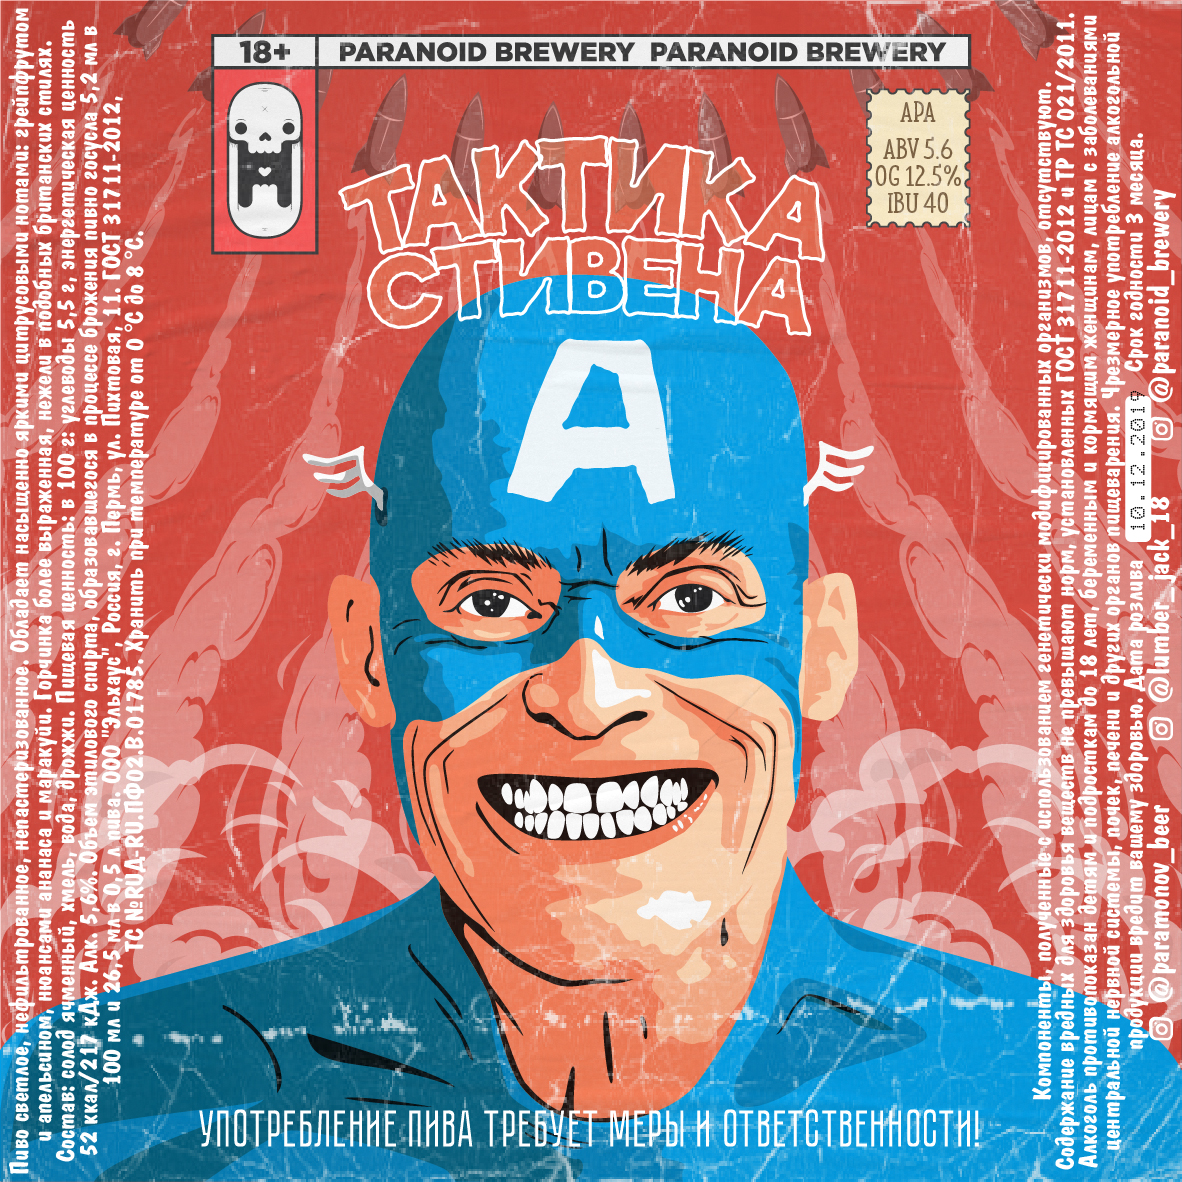 18+
PARANOID BREWERY PARANOID BREWERY
APA
ABV 5.6
OG 12.5%
IBU 40
ТАКТИКА
СТИВЕНА
A
Пиво светлое, нефильтрованное, непастеризованное. Обладает насыщенно яркими цитрусовыми нотами: грейпфрутом
и апельсином, нюансами ананаса и маракуйи. Горчинка более выраженная, нежели в подобных британских стилях.
Состав: солод ячменный, хмель, вода, дрожжи. Пищевая ценность: в 100 г: углеводы 5,5 г, энергетическая ценность
52 ккал/217 кДж. Алк. 5,6%. Объем этилового спирта, образовавшегося в процессе брожения пивно госусла 5,2 мл в
100 мл и 26,5 мл в 0,5 л пива. ООО "Эльхаус", Россия, г. Пермь, ул. Пихтовая, 11. ГОСТ 31711-2012,
ТС №RUД-RU.ПФ02.В.01785. Хранить при температуре от 0 °С до 8 °С.
Компоненты, полученные с использованием генетически модифицированных организмов, отсутствуют.
Содержание вредных для здоровья веществ не превышают норм, установленных ГОСТ 31711-2012 и ТР ТС 021/2011.
Алкоголь противопоказан детям и подросткам до 18 лет, беременным и кормящим женщинам, лицам с заболеваниями
центральной нервной системы, почек, печени и других органов пищеварения. Чрезмерное употребление алкогольной
продукции вредит вашему здоровью. Дата розлива 10.12.2019 Срок годности 3 месяца.
@paramonov_beer @lumber_jack_18 @paranoid_brewery
УПОТРЕБЛЕНИЕ ПИВА ТРЕБУЕТ МЕРЫ И ОТВЕТСТВЕННОСТИ!